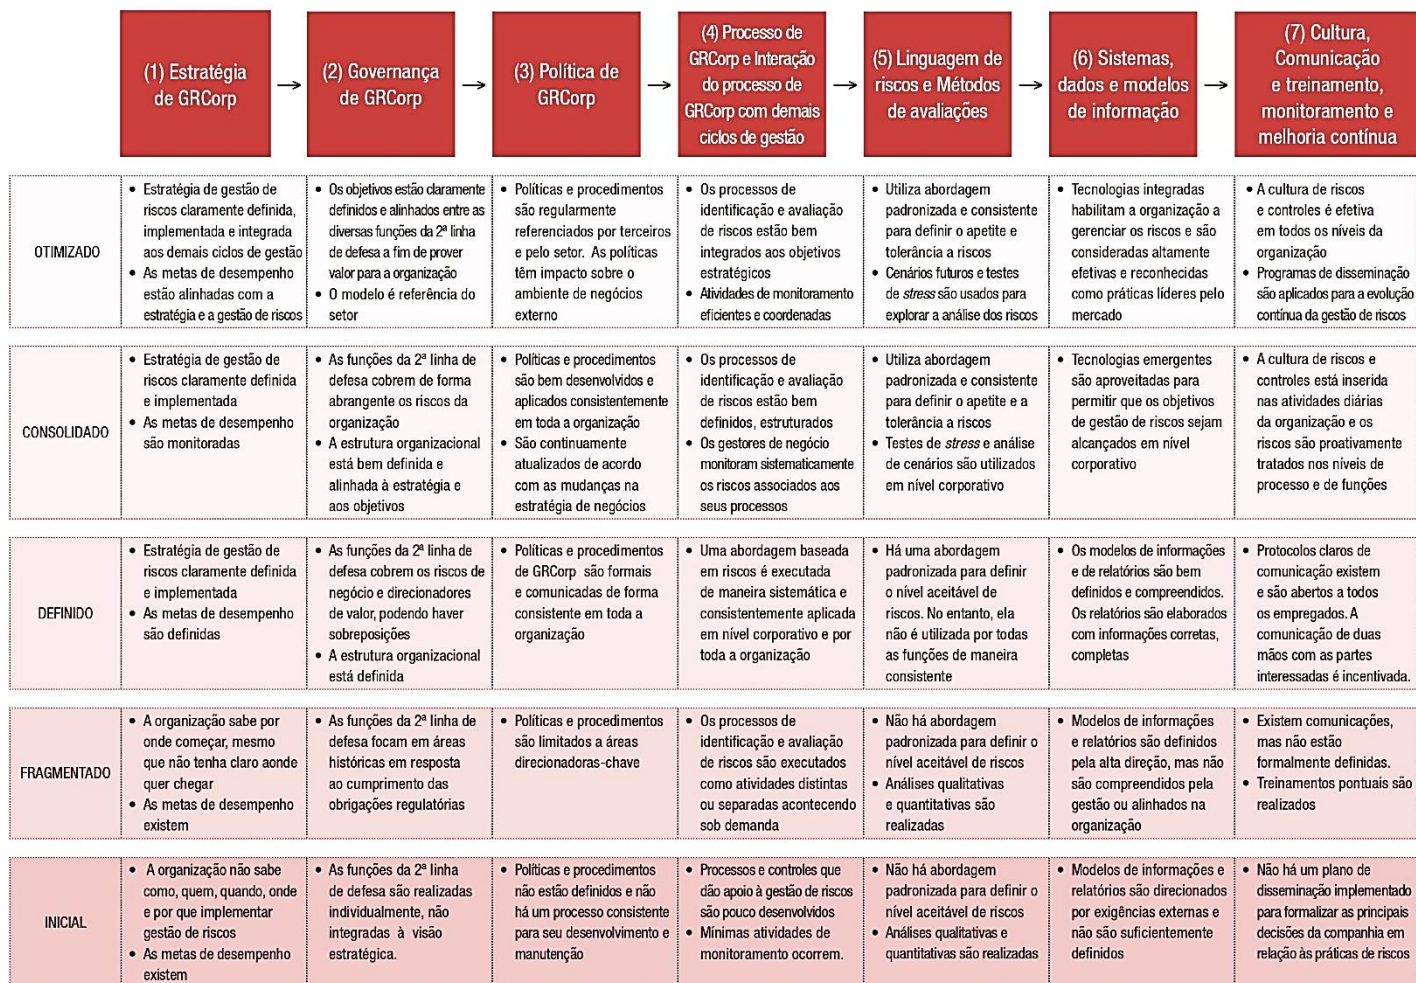 (1) Estratégia
de GRCorp
(2) Governança
de GRCorp
(3) Política de
GRCorp
(4) Processo de
GRCorp e Interação
do processo de
GRCorp com demais
ciclos de gestão
(5) Linguagem de
riscos e Métodos
de avaliações
(6) Sistemas,
dados e modelos
de informação
(7) Cultura,
Comunicação
e treinamento,
monitoramento e
melhoria contínua
OTIMIZADO
• Estratégia de gestão de
riscos claramente definida,
implementada e integrada
aos demais ciclos de gestão
• As metas de desempenho
estão alinhadas com a
estratégia e a gestão de riscos
• Os objetivos estão claramente
definidos e alinhados entre as
diversas funções da 2ª linha
de defesa a fim de prover
valor para a organização
• O modelo é referência do
setor
• Políticas e procedimentos
são regularmente
referenciados por terceiros
e pelo setor. As políticas
têm impacto sobre o
ambiente de negócios
externo
• Os processos de
identificação e avaliação
de riscos estão bem
integrados aos objetivos
estratégicos
• Atividades de monitoramento
eficientes e coordenadas
• Utiliza abordagem
padronizada e consistente
para definir o apetite e
tolerância a riscos
• Cenários futuros e testes
de stress são usados para
explorar a análise dos riscos
• Tecnologias integradas
habilitam a organização a
gerenciar os riscos e são
consideradas altamente
efetivas e reconhecidas
como práticas líderes pelo
mercado
• A cultura de riscos
e controles é efetiva
em todos os níveis da
organização
• Programas de disseminação
são aplicados para a evolução
contínua da gestão de riscos
CONSOLIDADO
• Estratégia de gestão de
riscos claramente definida
e implementada
• As metas de desempenho
são monitoradas
• As funções da 2ª linha de
defesa cobrem de forma
abrangente os riscos da
organização
• A estrutura organizacional
está bem definida e
alinhada à estratégia e
aos objetivos
• Políticas e procedimentos
são bem desenvolvidos e
aplicados consistentemente
em toda a organização
• São continuamente
atualizados de acordo
com as mudanças na
estratégia de negócios
• Os processos de
identificação e avaliação
de riscos estão bem
definidos, estruturados
• Os gestores de negócio
monitoram sistematicamente
os riscos associados aos
seus processos
• Utiliza abordagem
padronizada e consistente
para definir o apetite e a
tolerância a riscos
• Testes de stress e análise
de cenários são utilizados
em nível corporativo
• Tecnologias emergentes
são aproveitadas para
permitir que os objetivos
de gestão de riscos sejam
alcançados em nível
corporativo
• A cultura de riscos e
controles está inserida
nas atividades diárias
da organização e os
riscos são proativamente
tratados nos níveis de
processo e de funções
DEFINIDO
• Estratégia de gestão de
riscos claramente definida
e implementada
• As metas de desempenho
são definidas
• As funções da 2ª linha de
defesa cobrem os riscos de
negócio e direcionadores
de valor, podendo haver
sobreposições
• A estrutura organizacional
está definida
• Políticas e procedimentos
de GRCorp são formais
e comunicadas de forma
consistente em toda a
organização
• Uma abordagem baseada
em riscos é executada
de maneira sistemática e
consistentemente aplicada
em nível corporativo e por
toda a organização
• Há uma abordagem
padronizada para definir
o nível aceitável de
riscos. No entanto, ela
não é utilizada por todas
as funções de maneira
consistente
• Os modelos de informações
e de relatórios são bem
definidos e compreendidos.
Os relatórios são elaborados
com informações corretas,
completas
• Protocolos claros de
comunicação existem
e são abertos a todos
os empregados. A
comunicação de duas
mãos com as partes
interessadas é incentivada.
FRAGMENTADO
• A organização sabe por
onde começar, mesmo
que não tenha claro aonde
quer chegar
• As metas de desempenho
existem
• As funções da 2ª linha de
defesa focam em áreas
históricas em resposta
ao cumprimento das
obrigações regulatórias
• Políticas e procedimentos
são limitados a áreas
direcionadoras-chave
• Os processos de
identificação e avaliação
de riscos são executados
como atividades distintas
ou separadas acontecendo
sob demanda
• Não há abordagem
padronizada para definir o
nível aceitável de riscos
• Análises qualitativas
e quantitativas são
realizadas
• Modelos de informações
e relatórios são definidos
pela alta direção, mas não
são compreendidos pela
gestão ou alinhados na
organização
• Existem comunicações,
mas não estão
formalmente definidas.
• Treinamentos pontuais são
realizados
INICIAL
• A organização não sabe
como, quem, quando, onde
e por que implementar
gestão de riscos
• As metas de desempenho
existem
• As funções da 2ª linha
de defesa são realizadas
individualmente, não
integradas à visão
estratégica.
• Políticas e procedimentos
não estão definidos e não
há um processo consistente
para seu desenvolvimento e
manutenção
• Processos e controles que
dão apoio à gestão de riscos
são pouco desenvolvidos
• Mínimas atividades de
monitoramento ocorrem.
• Não há abordagem
padronizada para definir o
nível aceitável de riscos
• Análises qualitativas e
quantitativas são realizadas
• Modelos de informações e
relatórios são direcionados
por exigências externas e
não são suficientemente
definidos
• Não há um plano de
disseminação implementado
para formalizar as principais
decisões da companhia em
relação às práticas de riscos